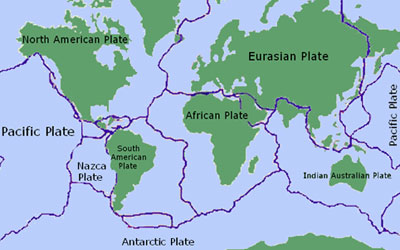 North American Plate
Eurasian Plate
African Plate
Pacific Plate
Pacific Plate
South
American
Plate
Nazca
Plate
Indian Australian Plate
Antarctic Plate